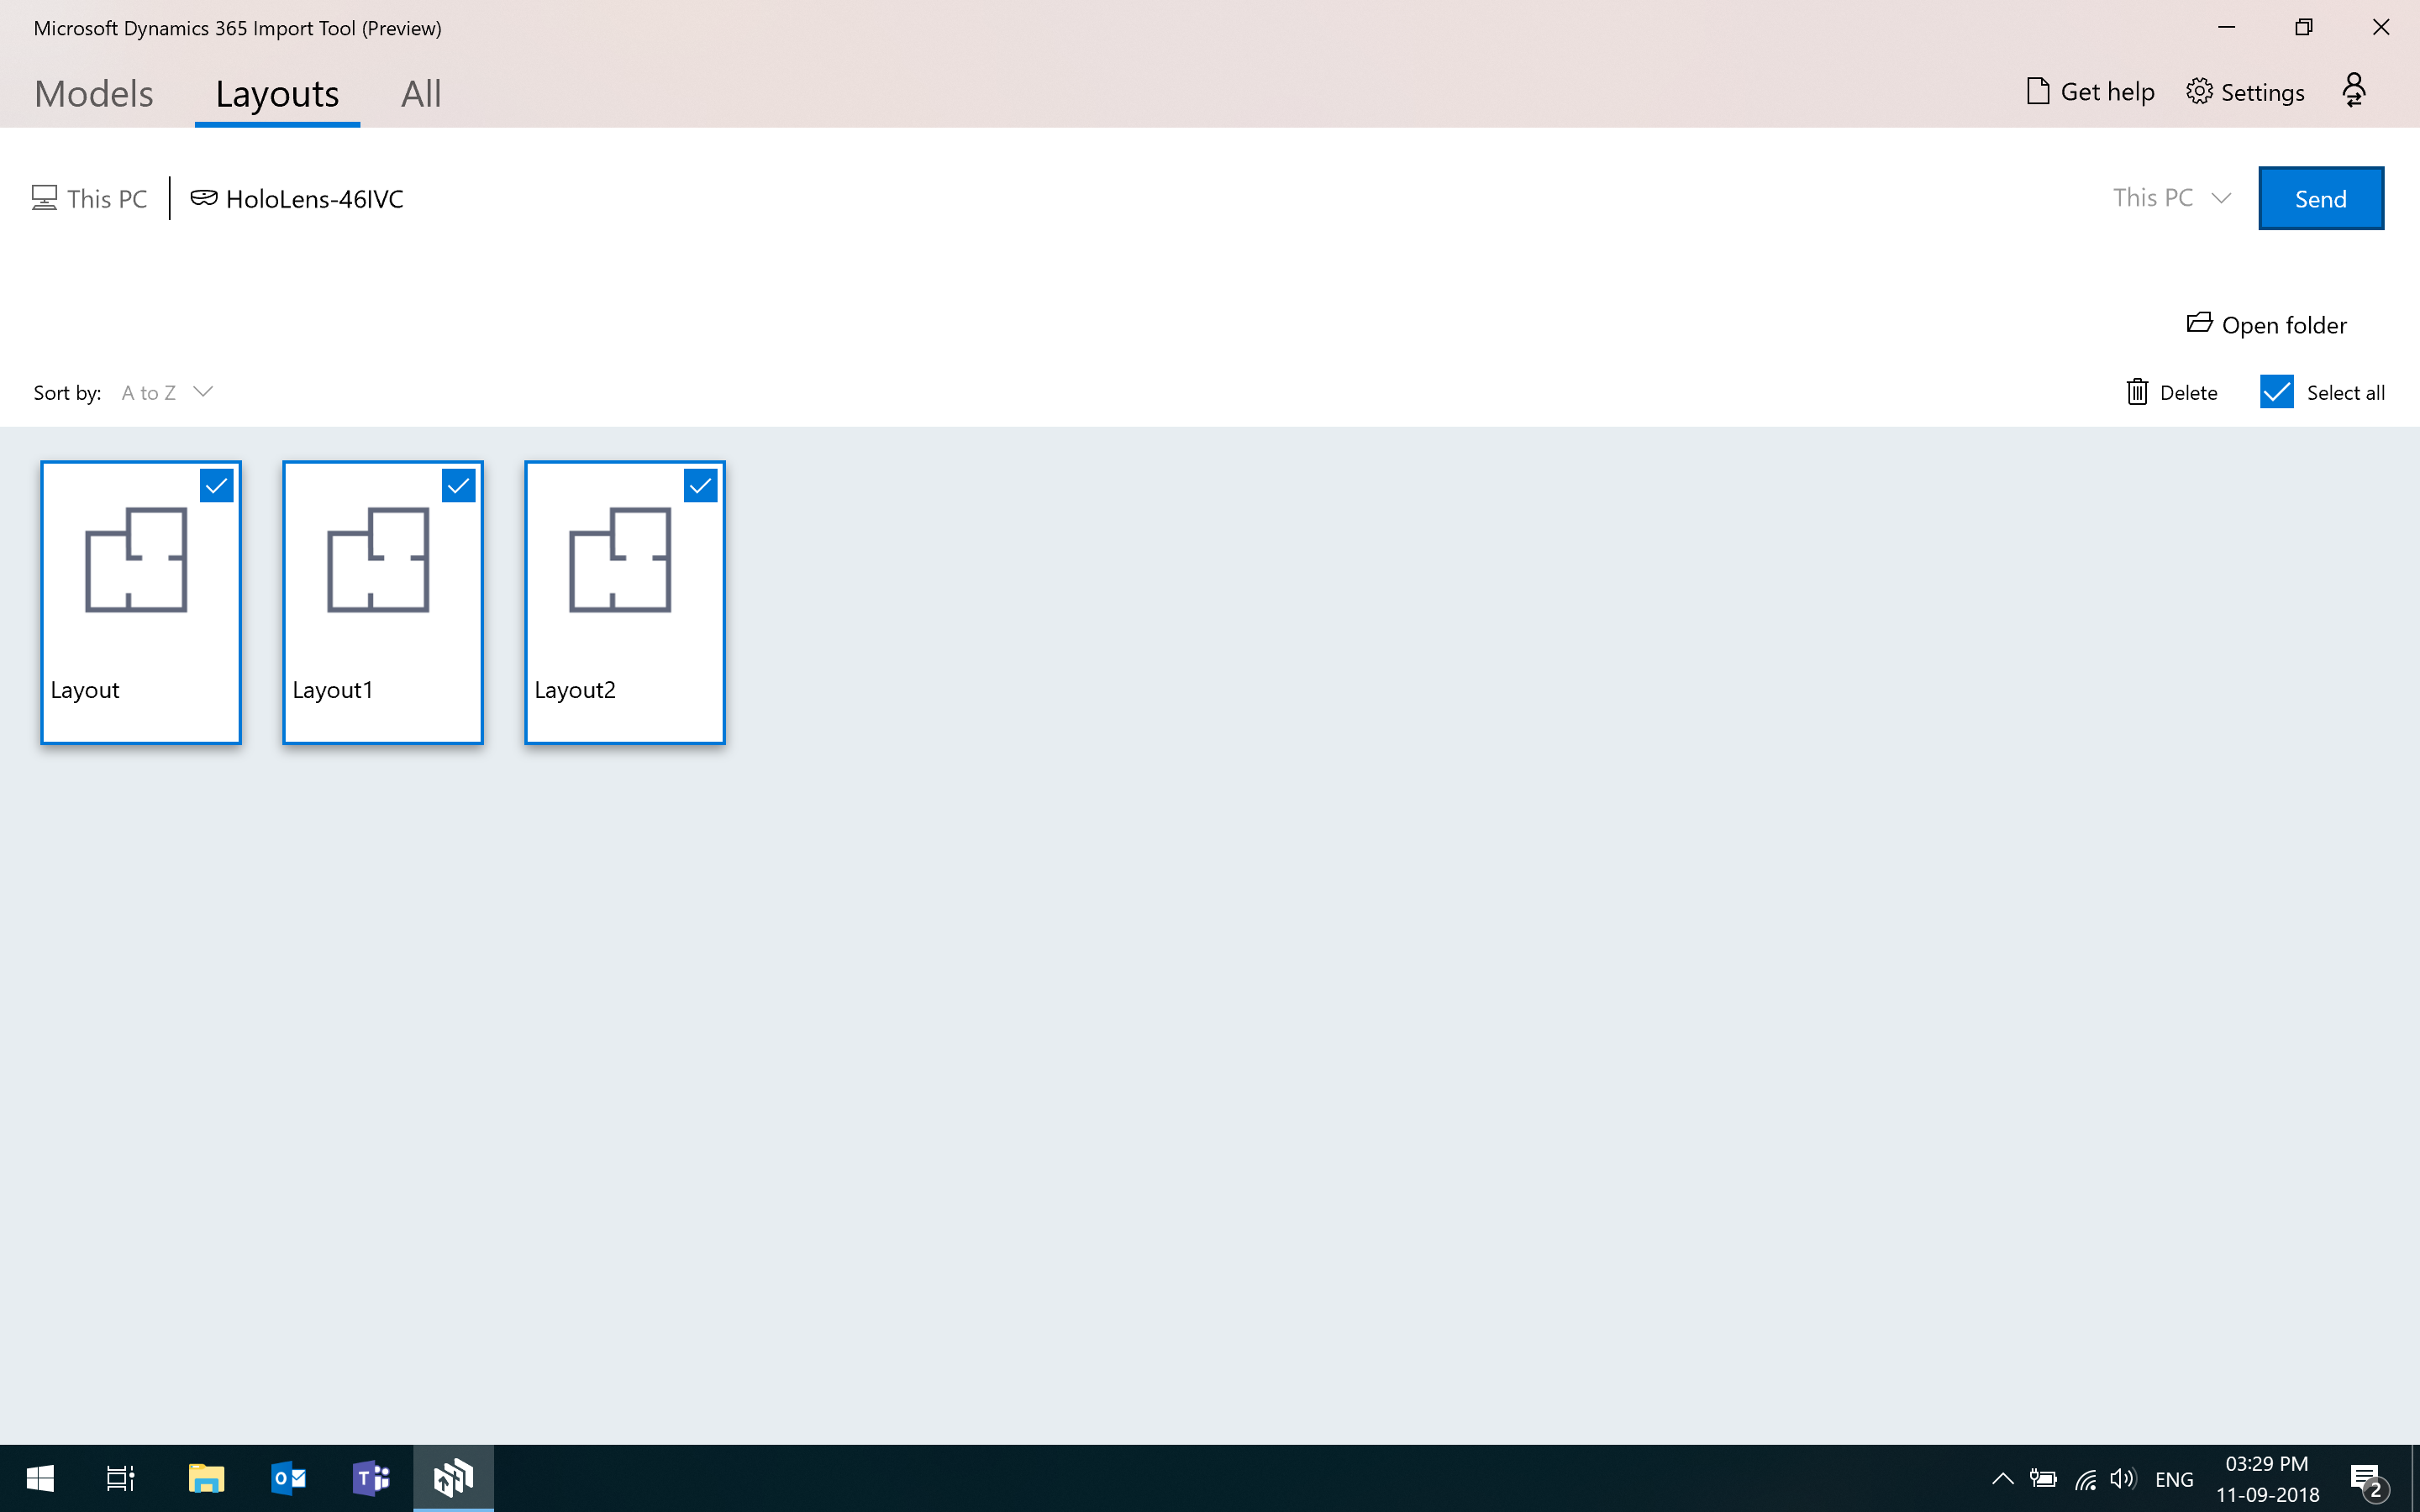 Microsoft Dynamics 365 Import Tool (Preview)
Models Layouts All
Get help Settings
This PC HoloLens-46IVC
This PC Send
Open folder
Sort by: A to Z
Delete Select all
Layout
Layout1
Layout2
ENG
03:29 PM
11-09-2018
2